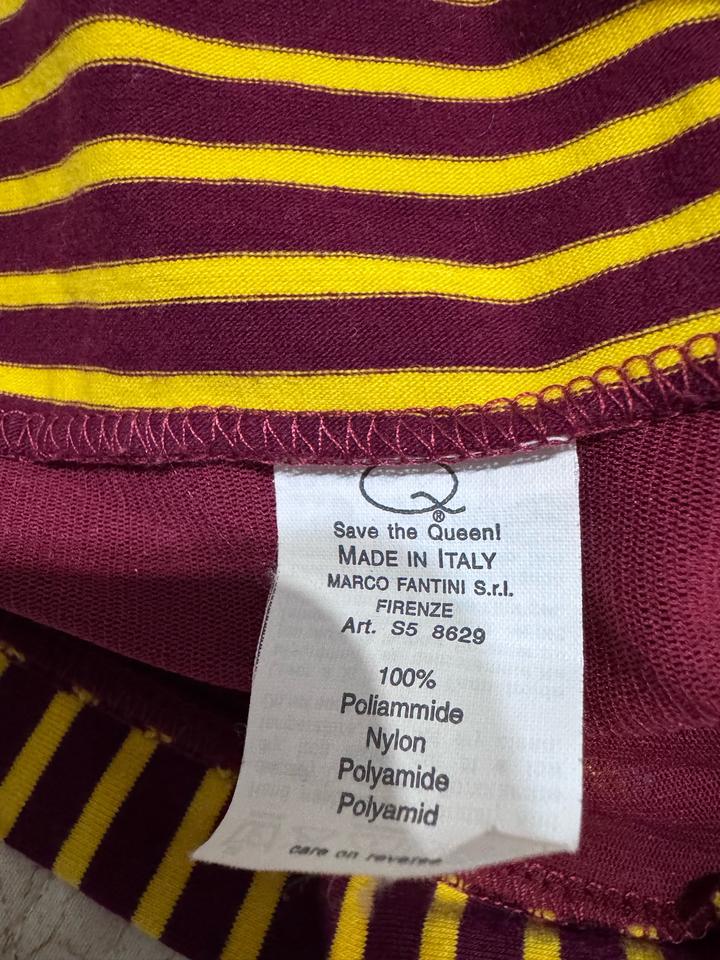 Q
®
Save the Queen!
MADE IN ITALY
MARCO FANTINI S.r.l.
FIRENZE
Art. S5 8629
100%
Poliammide
Nylon
Polyamide
Polyamid
care on reverse